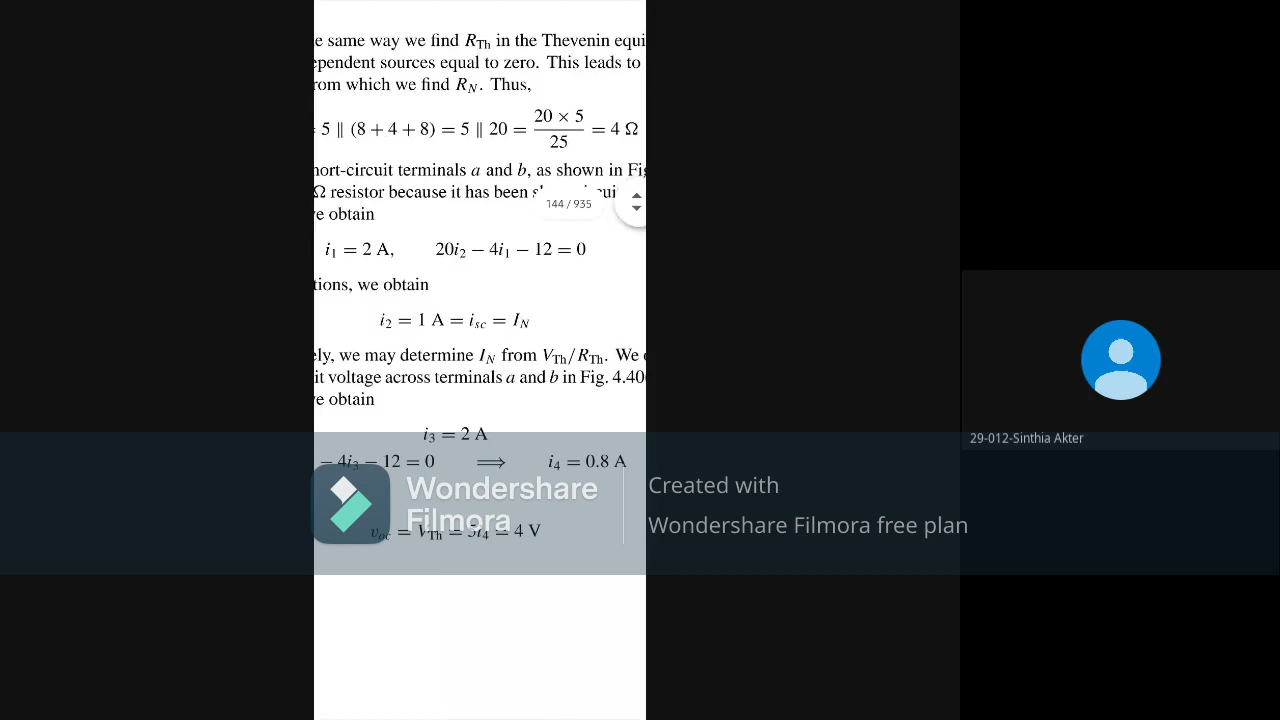 e same way we find R_Th in the Thevenin equi
ependent sources equal to zero. This leads to
rom which we find R_N. Thus,
= 5 ∥ (8 + 4 + 8) = 5 ∥ 20 = 20 × 5 / 25 = 4 Ω
hort-circuit terminals a and b, as shown in Fig
Ω resistor because it has been
144 / 935
e obtain
i_1 = 2 A, 20i_2 − 4i_1 − 12 = 0
tions, we obtain
i_2 = 1 A = i_sc = I_N
ely, we may determine I_N from V_Th/R_Th. We
it voltage across terminals a and b in Fig. 4.40
e obtain
i_3 = 2 A
− 4i_3 − 12 = 0 ⟹ i_4 = 0.8 A
v_oc = V_Th = 5i_4 = 4 V
Wondershare
Filmora
Created with
Wondershare Filmora free plan
29-012-Sinthia Akter